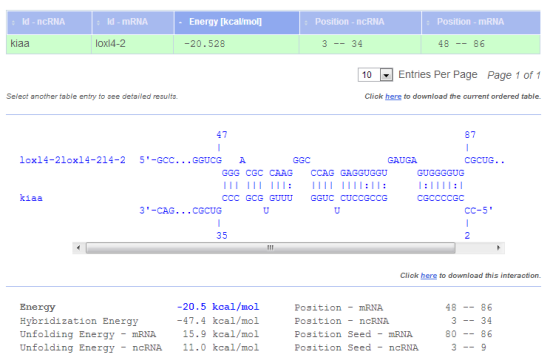 Id - ncRNA Id - mRNA - Energy [kcal/mol] Position - ncRNA Position - mRNA
kiaa loxl4-2 -20.528 3 -- 34 48 -- 86
10 Entries Per Page Page 1 of 1
Select another table entry to see detailed results. Click here to download the current ordered table.
47 87
| |
loxl4-2loxl4-2l4-2 5'-GCC...GGUCG A GGC GAUGA CGCUG..
GGG CGC CAAG CCAG GAGGUGGU GUGGGGUG
||| ||| |||: |||| ||||:||: |:||||:|
kiaa CCC GCG GUUU GGUC CUCCGCCG CGCCCCGC
3'-CAG...CGCUG U U CC-5'
| |
35 2
Click here to download this interaction.
Energy -20.5 kcal/mol Position - mRNA 48 -- 86
Hybridization Energy -47.4 kcal/mol Position - ncRNA 3 -- 34
Unfolding Energy - mRNA 15.9 kcal/mol Position Seed - mRNA 80 -- 86
Unfolding Energy - ncRNA 11.0 kcal/mol Position Seed - ncRNA 3 -- 9